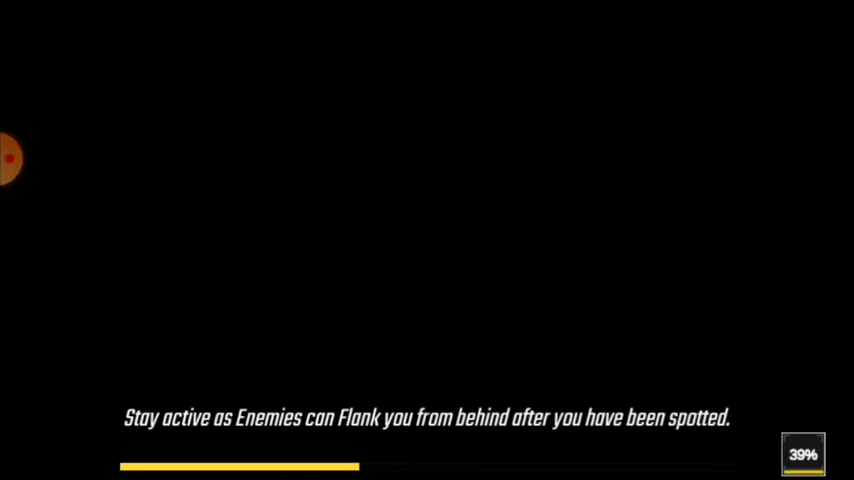 Stay active as Enemies can Flank you from behind after you have been spotted.
39%